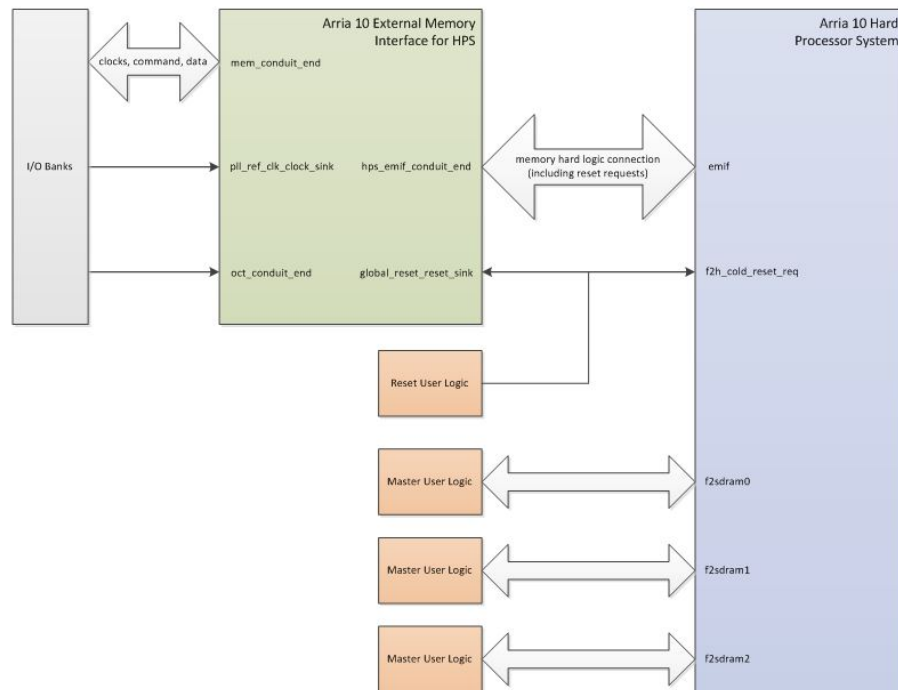 Arria 10 External Memory
Interface for HPS
Arria 10 Hard
Processor System
clocks, command, data
mem_conduit_end
I/O Banks
pll_ref_clk_clock_sink
hps_emif_conduit_end
memory hard logic connection
(including reset requests)
emif
oct_conduit_end
global_reset_reset_sink
f2h_cold_reset_req
Reset User Logic
Master User Logic
f2sdram0
Master User Logic
f2sdram1
Master User Logic
f2sdram2